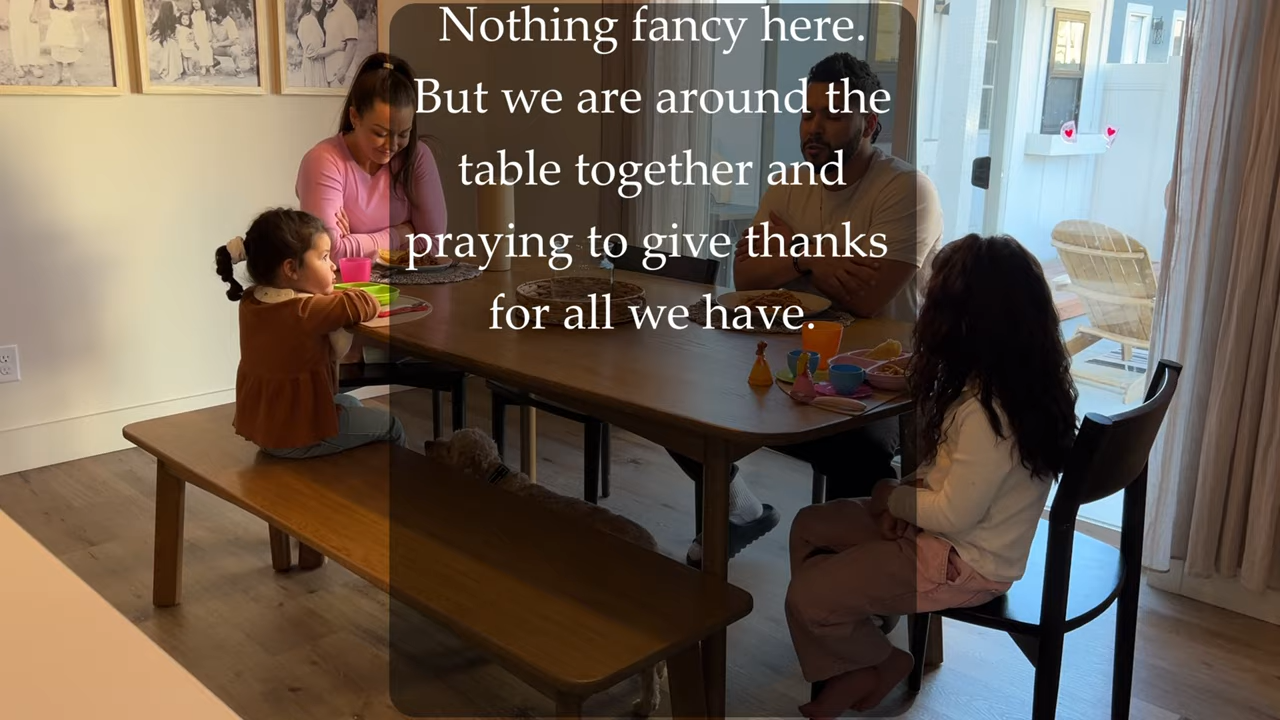 Nothing fancy here.
But we are around the
table together and
praying to give thanks
for all we have.